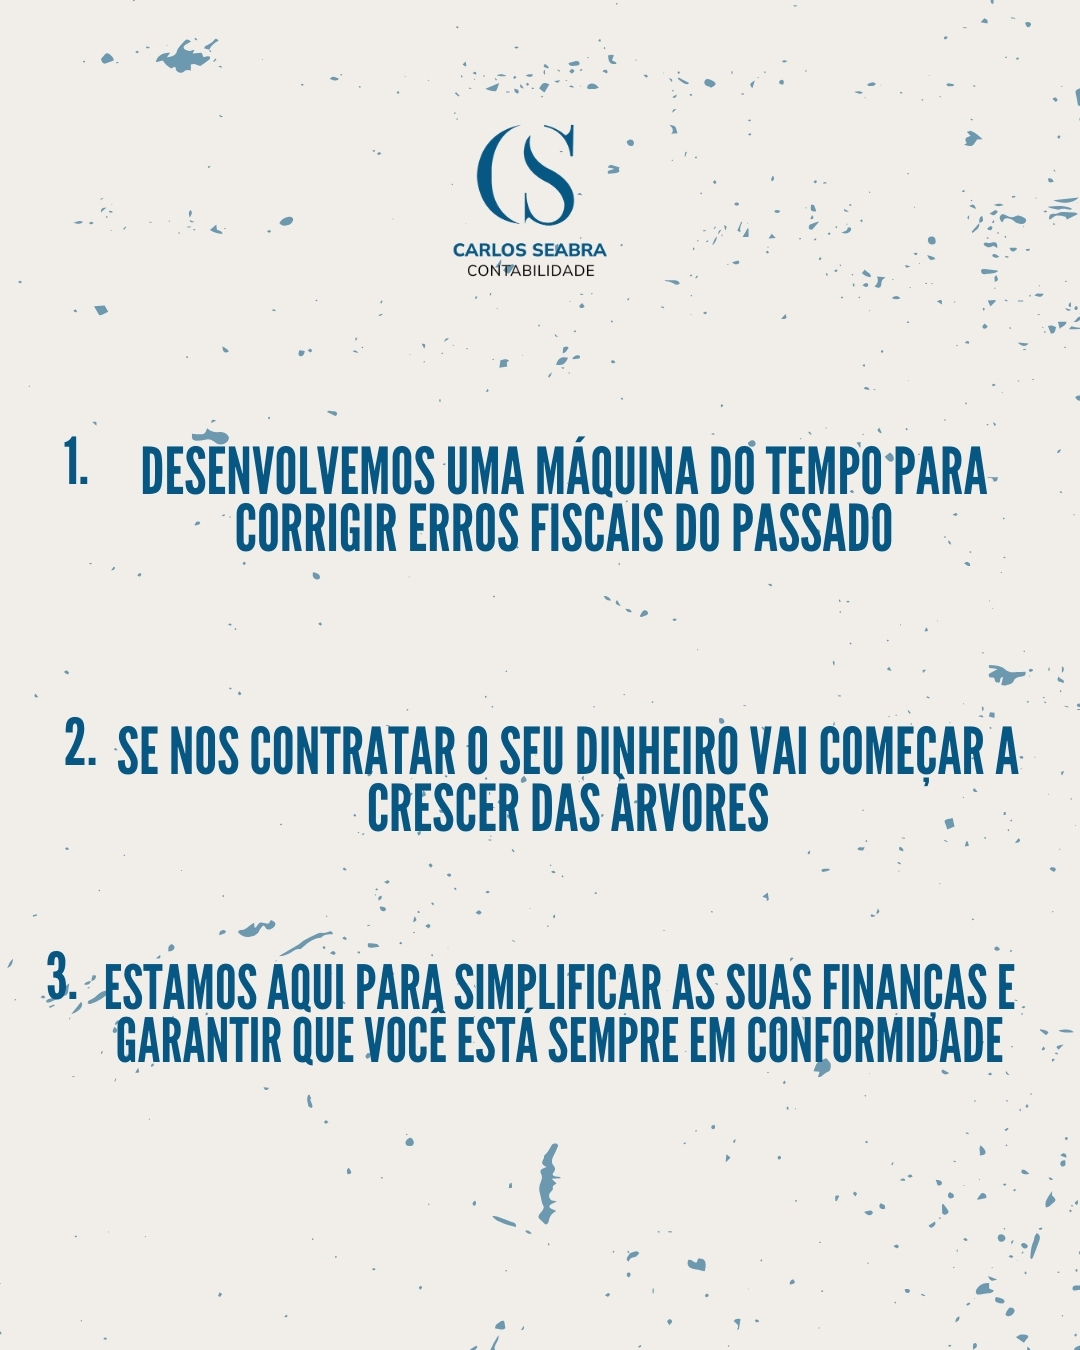 CS
CARLOS SEABRA
CONTABILIDADE
1. DESENVOLVEMOS UMA MÁQUINA DO TEMPO PARA
CORRIGIR ERROS FISCAIS DO PASSADO
2. SE NOS CONTRATAR O SEU DINHEIRO VAI COMEÇAR A
CRESCER DAS ÀRVORES
3. ESTAMOS AQUI PARA SIMPLIFICAR AS SUAS FINANÇAS E
GARANTIR QUE VOCÊ ESTÁ SEMPRE EM CONFORMIDADE